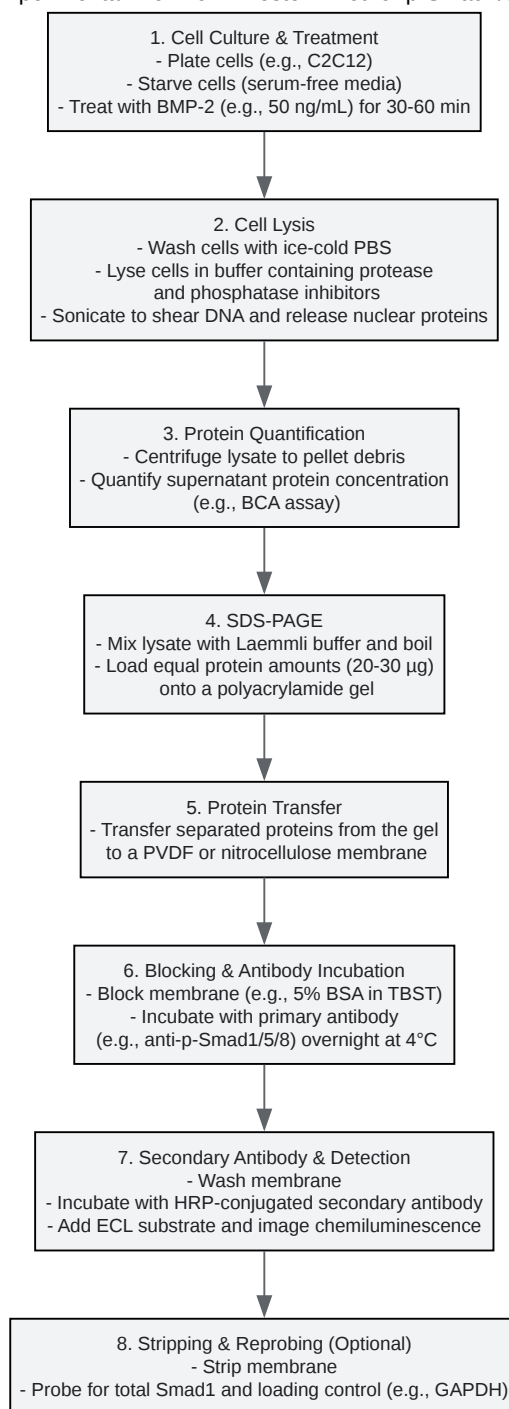 1. Cell Culture & Treatment
- Plate cells (e.g., C2C12)
- Starve cells (serum-free media)
- Treat with BMP-2 (e.g., 50 ng/mL) for 30-60 min
2. Cell Lysis
- Wash cells with ice-cold PBS
- Lyse cells in buffer containing protease
and phosphatase inhibitors
- Sonicate to shear DNA and release nuclear proteins
3. Protein Quantification
- Centrifuge lysate to pellet debris
- Quantify supernatant protein concentration
(e.g., BCA assay)
4. SDS-PAGE
- Mix lysate with Laemmli buffer and boil
- Load equal protein amounts (20-30 µg)
onto a polyacrylamide gel
5. Protein Transfer
- Transfer separated proteins from the gel
to a PVDF or nitrocellulose membrane
6. Blocking & Antibody Incubation
- Block membrane (e.g., 5% BSA in TBST)
- Incubate with primary antibody
(e.g., anti-p-Smad1/5/8) overnight at 4°C
7. Secondary Antibody & Detection
- Wash membrane
- Incubate with HRP-conjugated secondary antibody
- Add ECL substrate and image chemiluminescence
8. Stripping & Reprobing (Optional)
- Strip membrane
- Probe for total Smad1 and loading control (e.g., GAPDH)